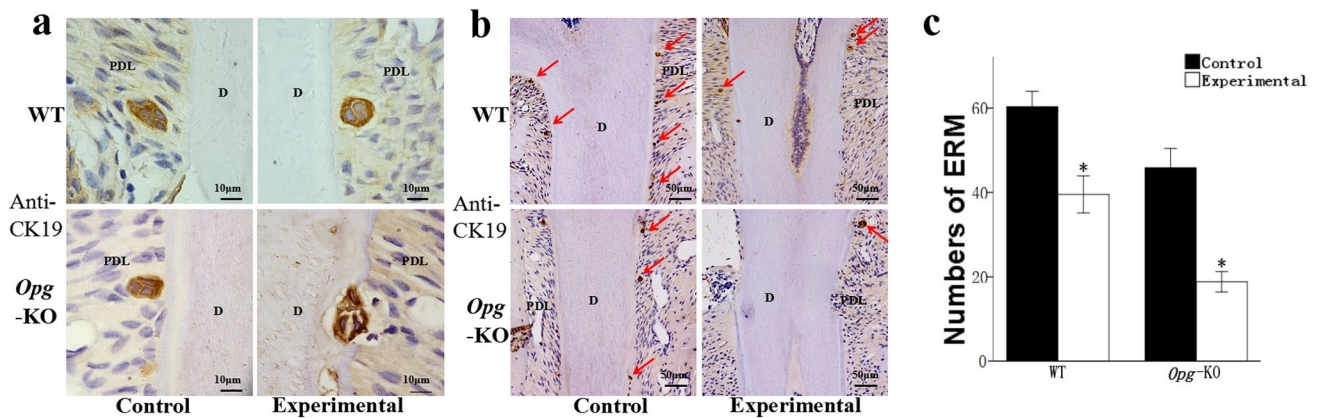 a
WT
Anti-
CK19
Opg
-KO
PDL
D
10μm
D
PDL
10μm
PDL
D
10μm
D
PDL
Control
Experimental
b
WT
Anti-
CK19
Opg
-KO
PDL
D
50μm
D
PDL
50μm
PDL
D
50μm
D
PDL
50μm
Control
Experimental
c
Control
Experimental
Numbers of ERM
60
40
20
0
*
*
WT
Opg-KO